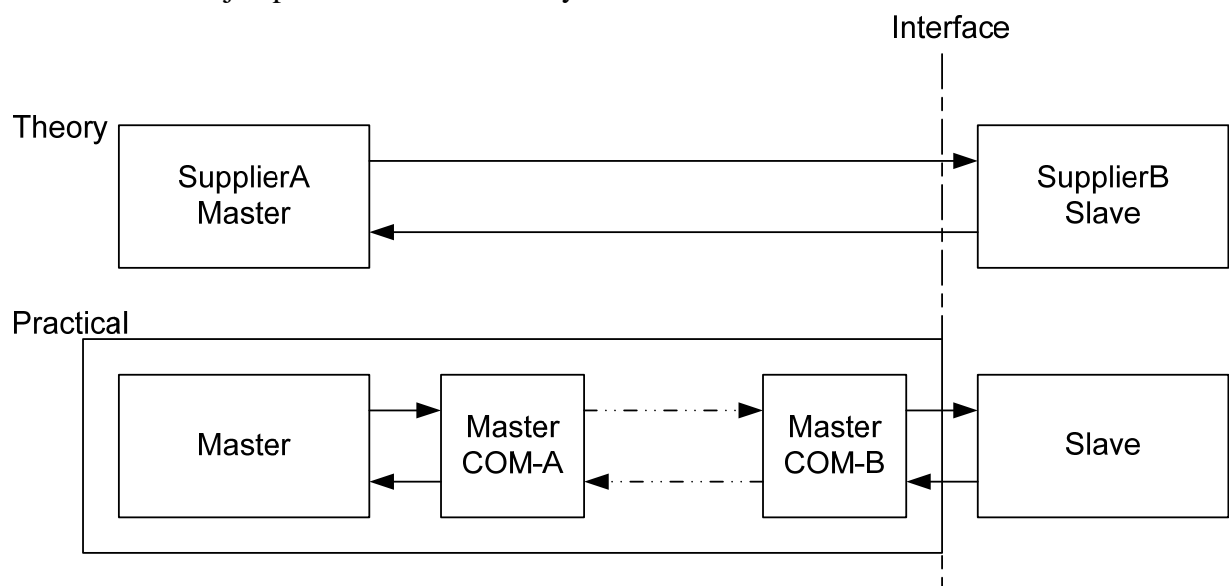 Interface
Theory
SupplierA
Master
SupplierB
Slave
Practical
Master
Master
COM-A
Master
COM-B
Slave